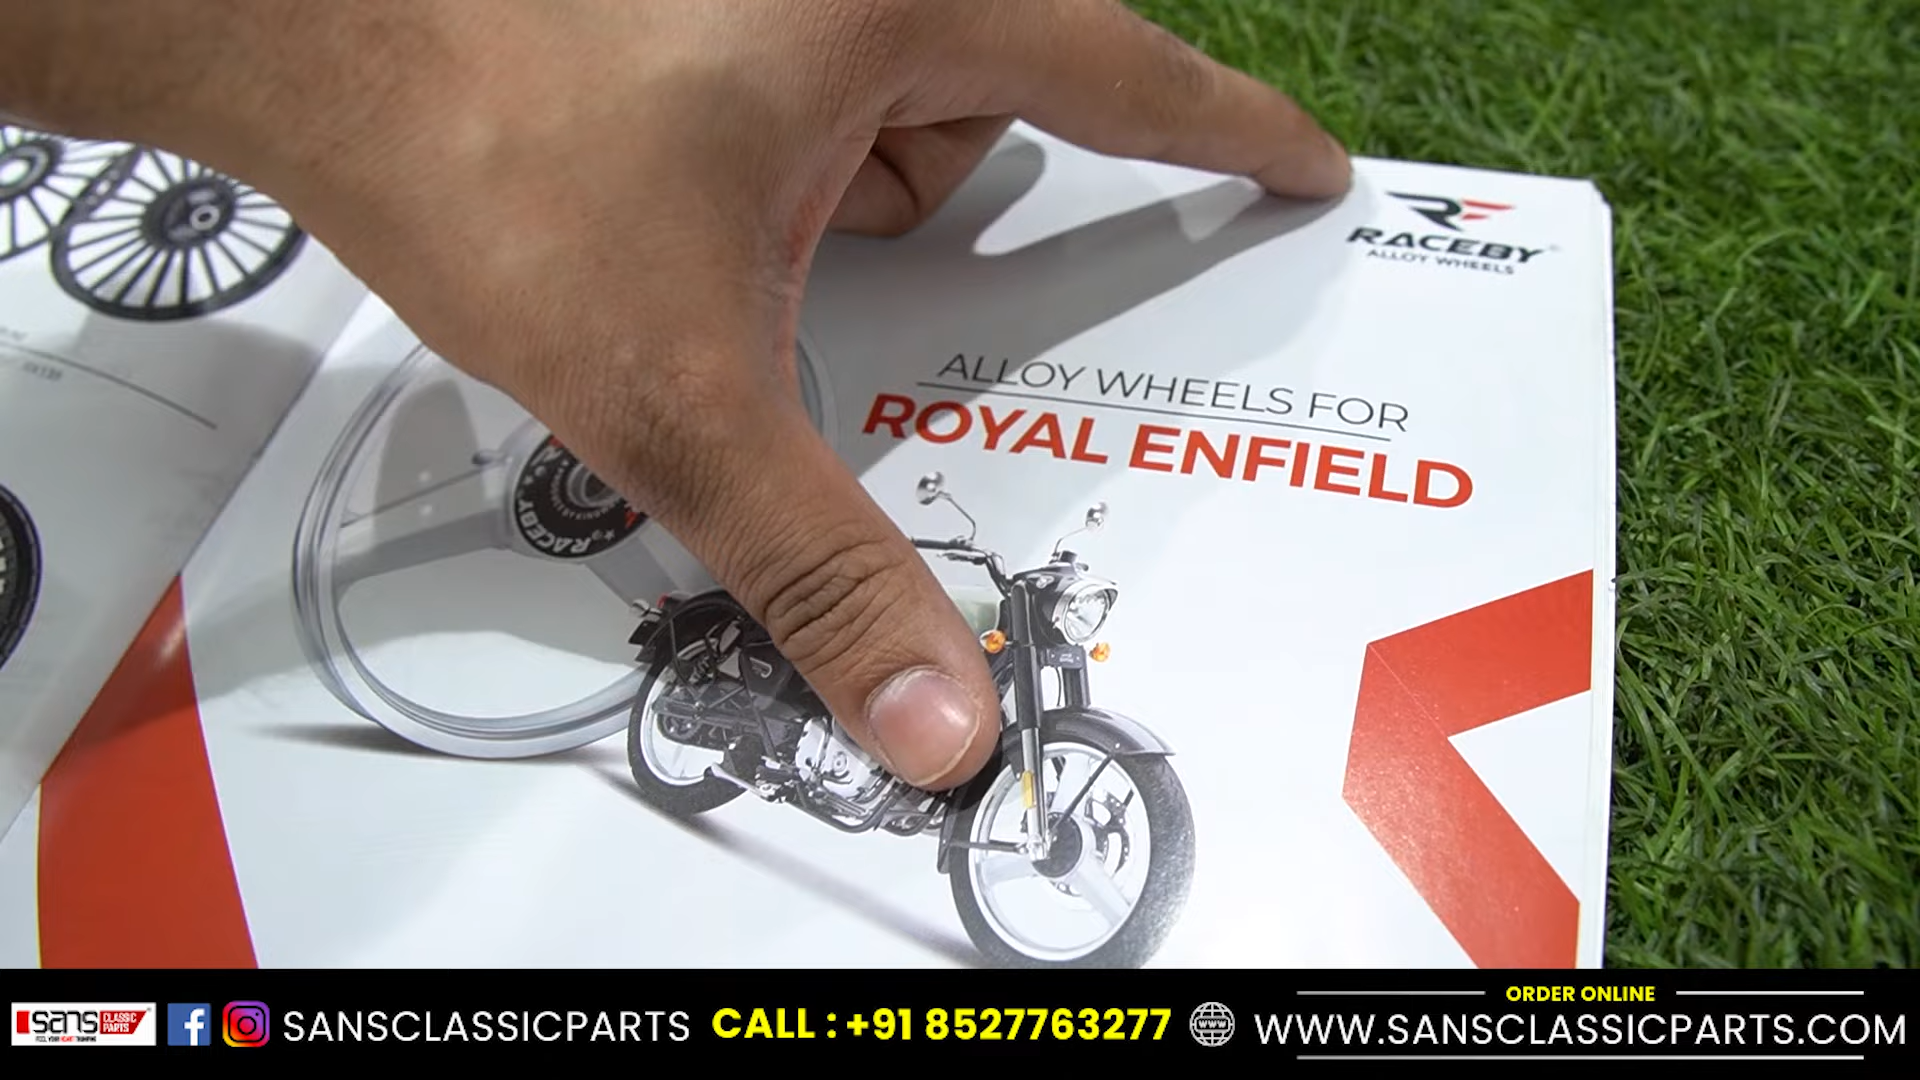 RACEBY
ALLOY WHEELS
ALLOY WHEELS FOR
ROYAL ENFIELD
RACEBY
sans CLASSIC PARTS
SANSCLASSICPARTS
CALL : +91 8527763277
www
ORDER ONLINE
WWW.SANSCLASSICPARTS.COM